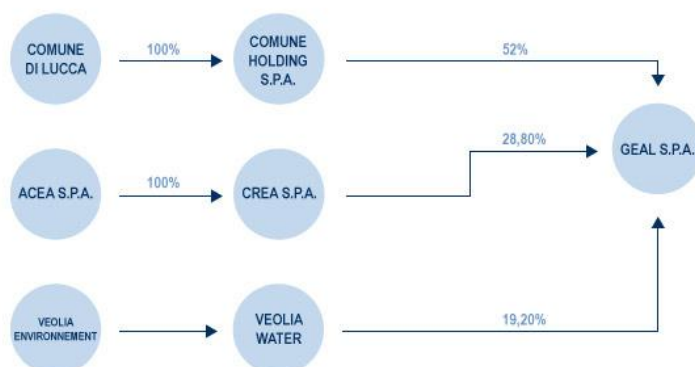 COMUNE
DI LUCCA
100%
COMUNE
HOLDING
S.P.A.
52%
GEAL S.P.A.
ACEA S.P.A.
100%
CREA S.P.A.
28,80%
VEOLIA
ENVIRONNEMENT
VEOLIA
WATER
19,20%